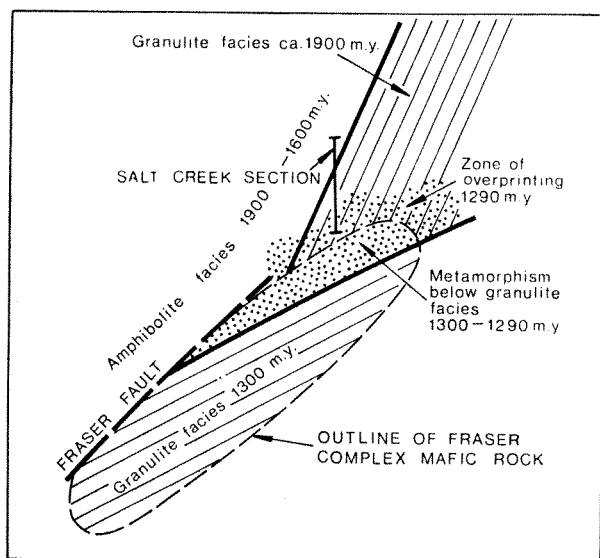 Granulite facies ca.1900 m.y.
Amphibolite facies 1900 -1600 m.y.
SALT CREEK SECTION
Zone of
overprinting
1290 m.y
Metamorphism
below granulite
facies
1300-1290 m.y
FRASER FAULT
Granulite facies 1300 m.y.
OUTLINE OF FRASER
COMPLEX MAFIC ROCK